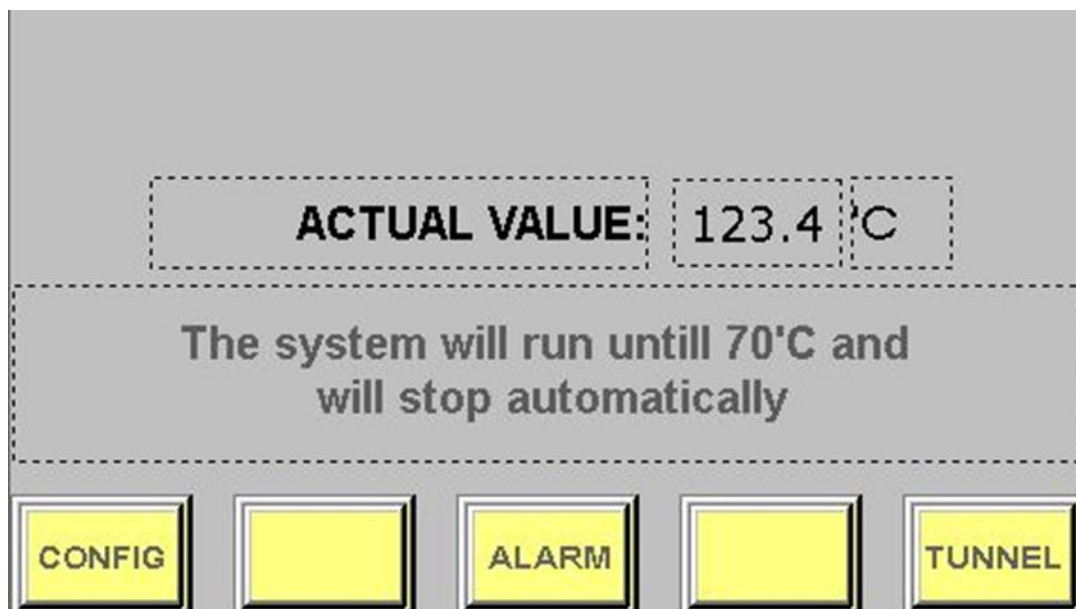 ACTUAL VALUE: 123.4 'C
The system will run untill 70'C and
will stop automatically
CONFIG ALARM TUNNEL